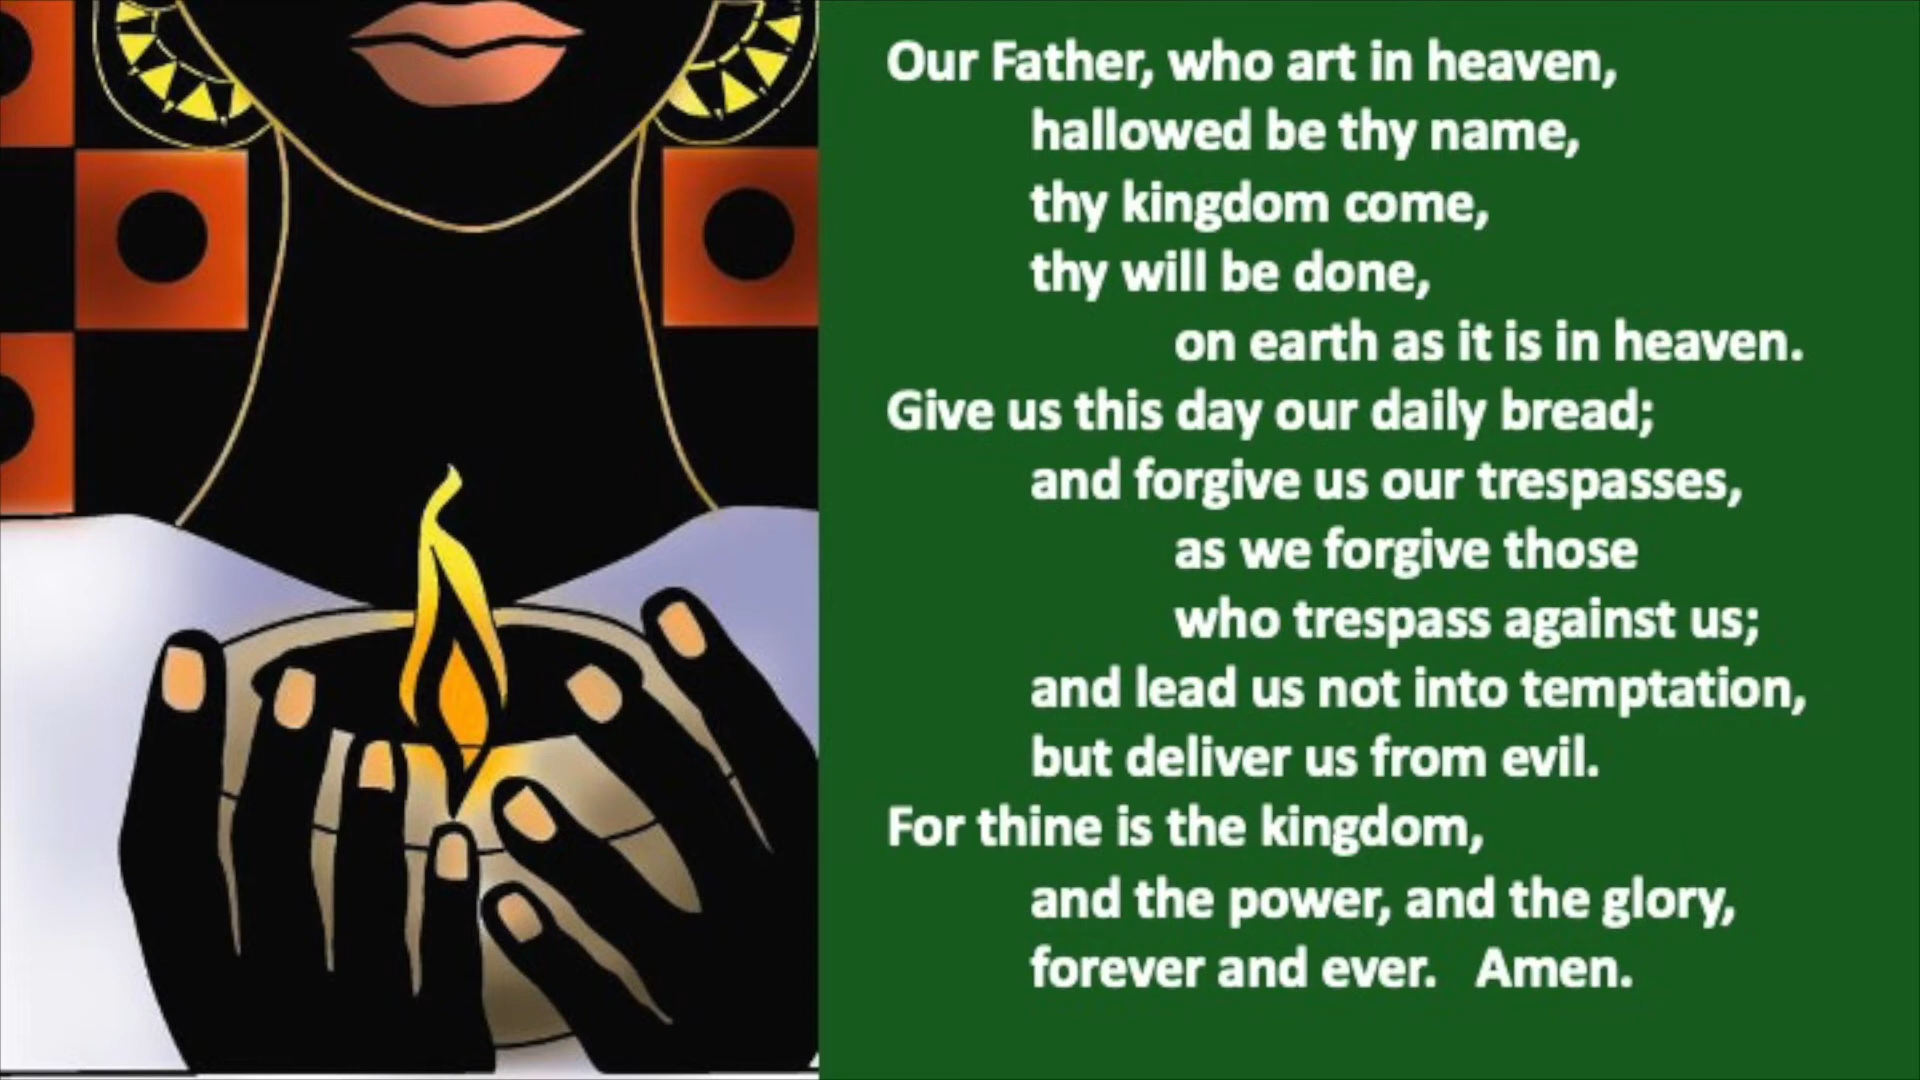 Our Father, who art in heaven,
hallowed be thy name,
thy kingdom come,
thy will be done,
on earth as it is in heaven.
Give us this day our daily bread;
and forgive us our trespasses,
as we forgive those
who trespass against us;
and lead us not into temptation,
but deliver us from evil.
For thine is the kingdom,
and the power, and the glory,
forever and ever. Amen.